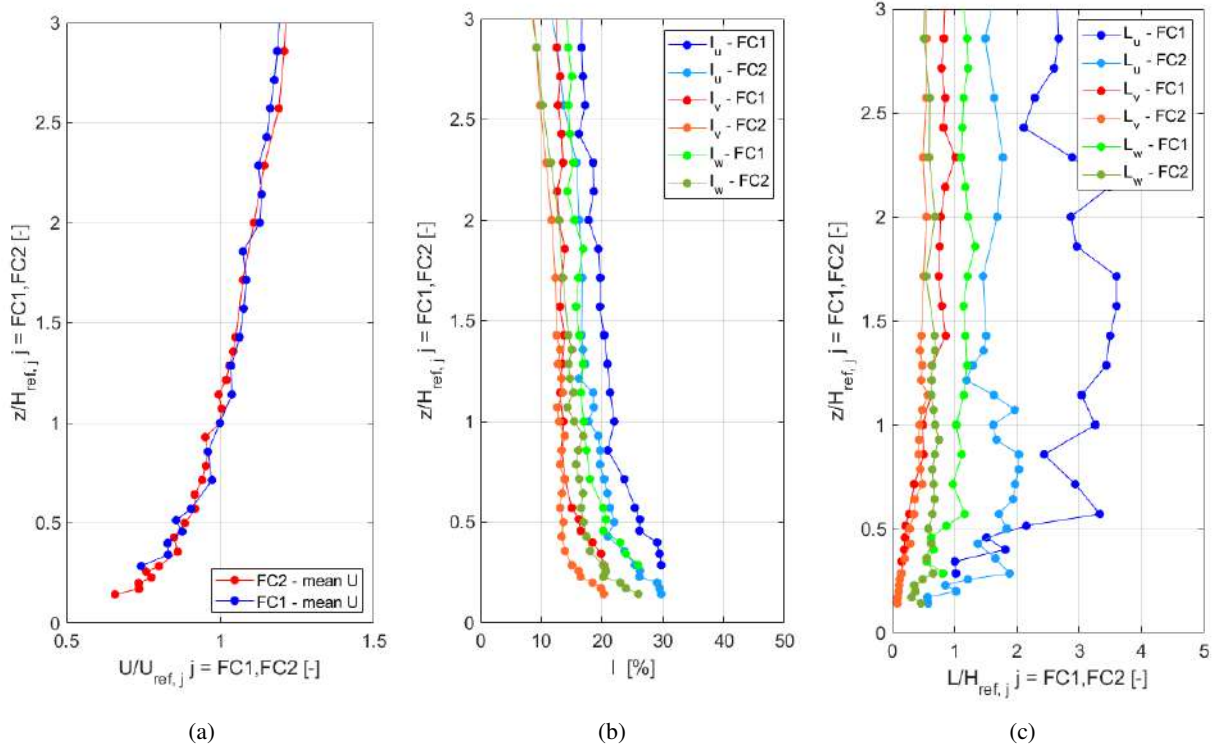 3
2.5
2
1.5
1
0.5
0
z/H_ref, j j = FC1,FC2 [-]
FC2 - mean U
FC1 - mean U
0.5 1 1.5
U/U_ref, j j = FC1,FC2 [-]
(a)
3
2.5
2
1.5
1
0.5
0
z/H_ref, j j = FC1,FC2 [-]
I_u - FC1
I_u - FC2
I_v - FC1
I_v - FC2
I_w - FC1
I_w - FC2
0 10 20 30 40 50
I [%]
(b)
3
2.5
2
1.5
1
0.5
0
z/H_ref, j j = FC1,FC2 [-]
L_u - FC1
L_u - FC2
L_v - FC1
L_v - FC2
L_w - FC1
L_w - FC2
0 1 2 3 4 5
L/H_ref, j j = FC1,FC2 [-]
(c)